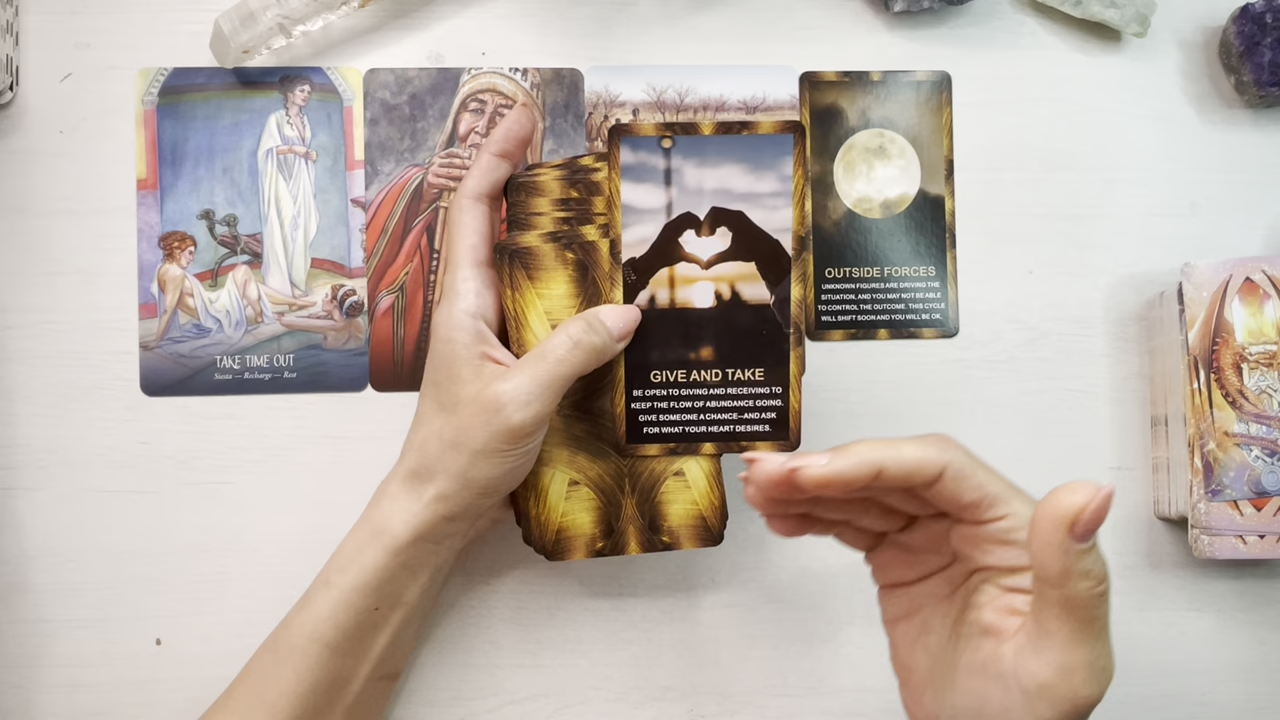 TAKE TIME OUT
Siesta — Recharge — Rest
GIVE AND TAKE
BE OPEN TO GIVING AND RECEIVING TO
KEEP THE FLOW OF ABUNDANCE GOING.
GIVE SOMEONE A CHANCE—AND ASK
FOR WHAT YOUR HEART DESIRES.
OUTSIDE FORCES
UNKNOWN FIGURES ARE DRIVING THE
SITUATION, AND YOU MAY NOT BE ABLE
TO CONTROL THE OUTCOME. THIS CYCLE
WILL SHIFT SOON AND YOU WILL BE OK.